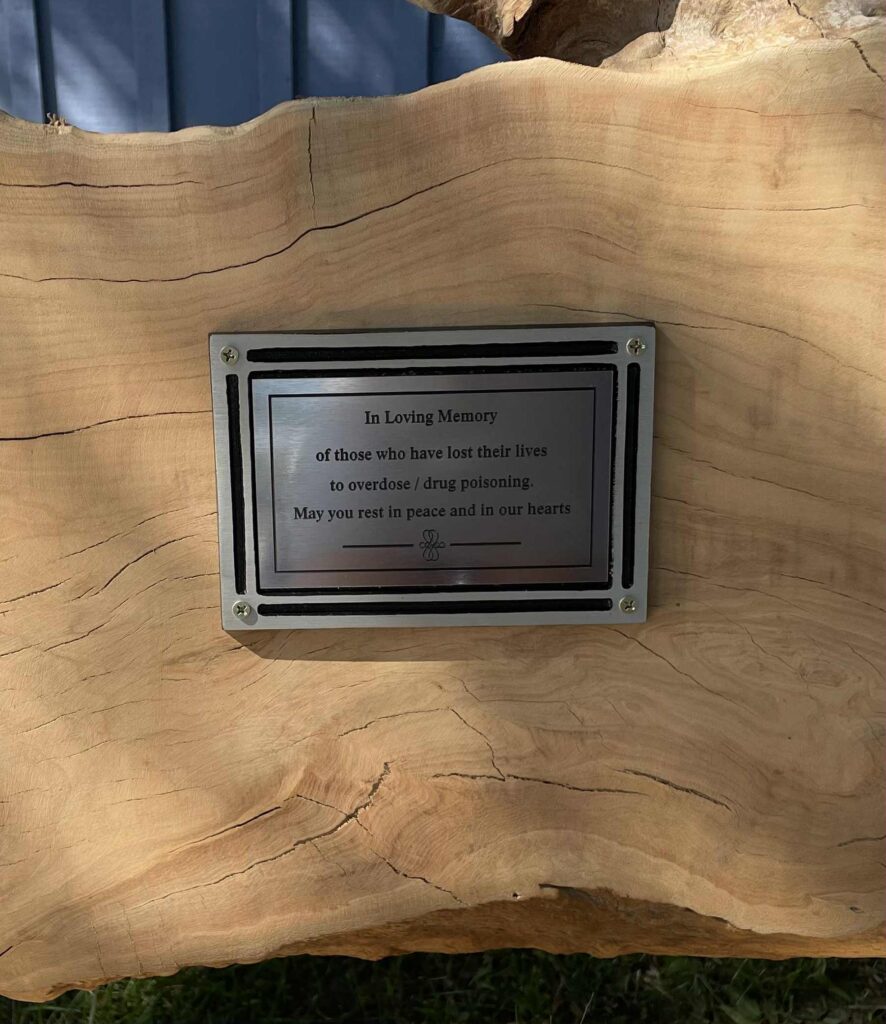 In Loving Memory
of those who have lost their lives
to overdose / drug poisoning.
May you rest in peace and in our hearts